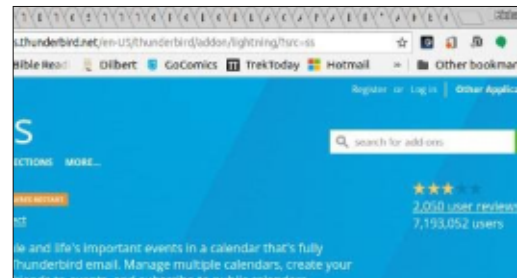 s.thunderbird.net/en-US/thunderbird/addon/lightning/?src=ss
Bible Read Dilbert GoComics TrekToday Hotmail » Other bookmar
Register or Log in | Other Applica
S
search for add-ons
ECTIONS MORE...
2,050 user reviews
7,193,052 users
le and life's important events in a calendar that's fully
Thunderbird email. Manage multiple calendars, create your